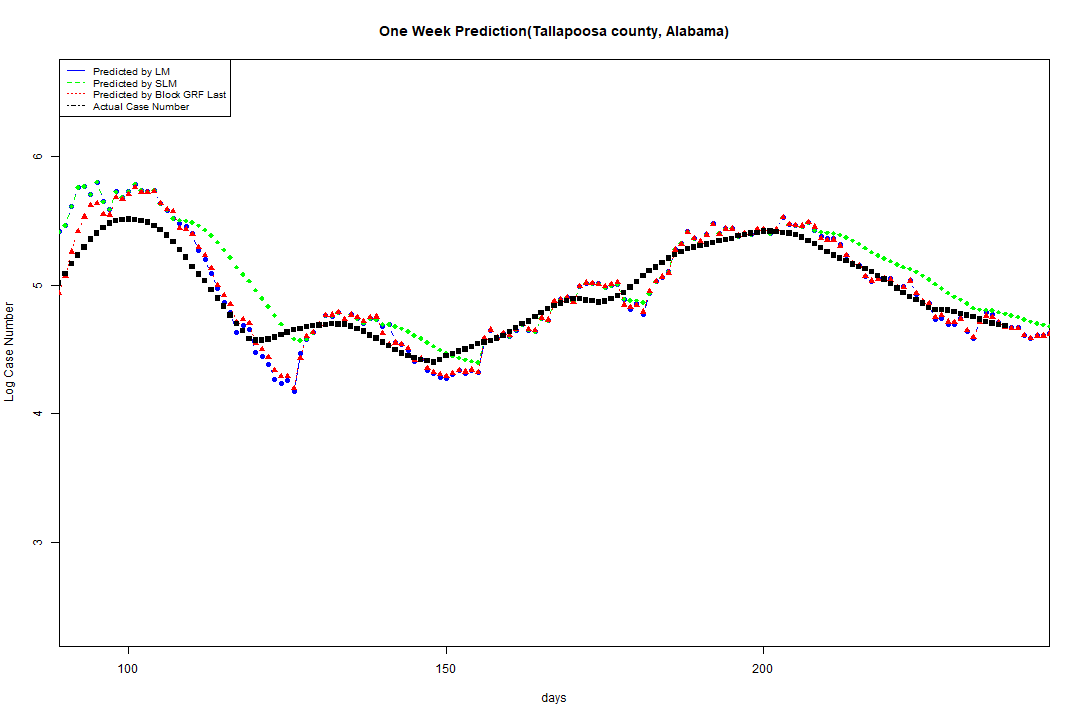 One Week Prediction(Tallapoosa county, Alabama)
Predicted by LM
Predicted by SLM
Predicted by Block GRF Last
Actual Case Number
6
5
4
3
Log Case Number
100 150 200
days